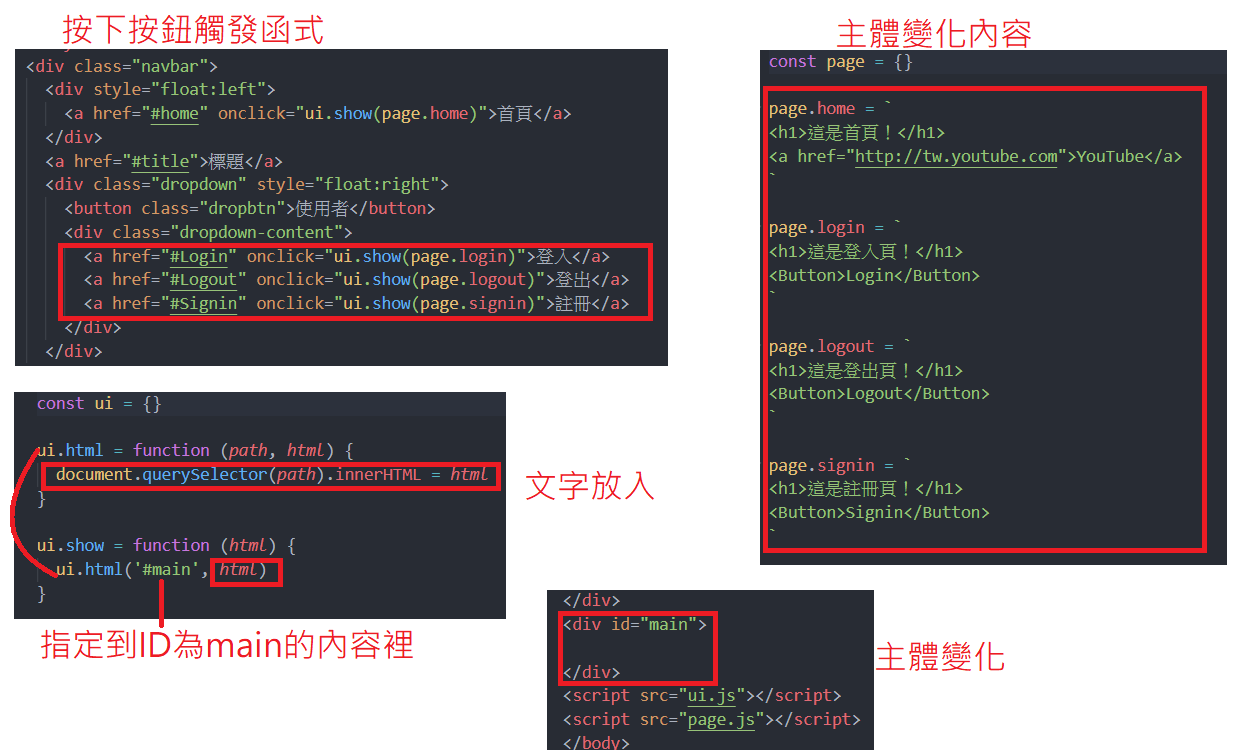 按下按鈕觸發函式
<div class="navbar">
<div style="float:left">
<a href="#home" onclick="ui.show(page.home)">首頁</a>
</div>
<a href="#title">標題</a>
<div class="dropdown" style="float:right">
<button class="dropbtn">使用者</button>
<div class="dropdown-content">
<a href="#Login" onclick="ui.show(page.login)">登入</a>
<a href="#Logout" onclick="ui.show(page.logout)">登出</a>
<a href="#Signin" onclick="ui.show(page.signin)">註冊</a>
</div>
</div>
主體變化內容
const page = {}
page.home = `
<h1>這是首頁！</h1>
<a href="http://tw.youtube.com">YouTube</a>
`
page.login = `
<h1>這是登入頁！</h1>
<Button>Login</Button>
`
page.logout = `
<h1>這是登出頁！</h1>
<Button>Logout</Button>
`
page.signin = `
<h1>這是註冊頁！</h1>
<Button>Signin</Button>
`
const ui = {}
ui.html = function (path, html) {
document.querySelector(path).innerHTML = html
}
文字放入
ui.show = function (html) {
ui.html('#main', html)
}
指定到ID為main的內容裡
</div>
<div id="main">
</div>
主體變化
<script src="ui.js"></script>
<script src="page.js"></script>
</body>